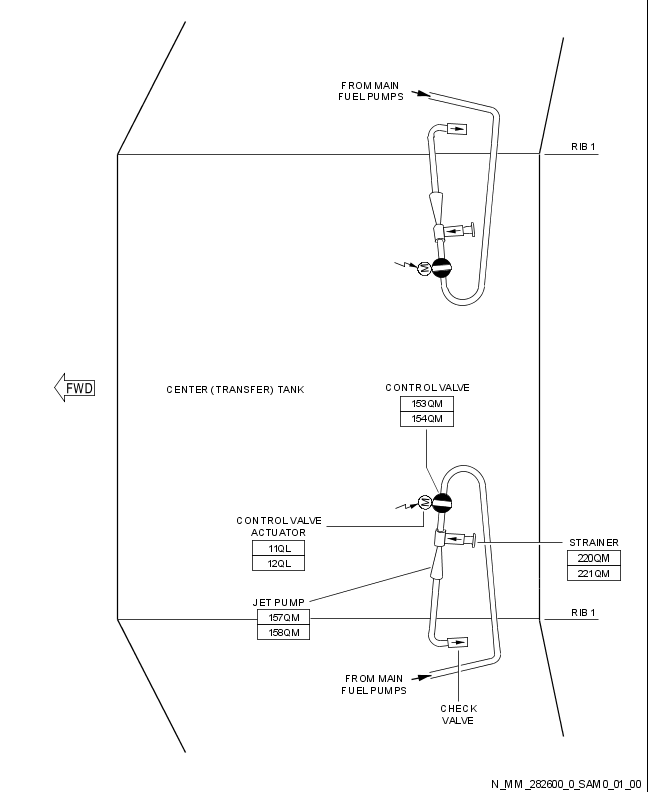 FROM MAIN
FUEL PUMPS
RIB 1
M
FWD
CENTER (TRANSFER) TANK
CONTROL VALVE
153QM
154QM
M
CONTROL VALVE
ACTUATOR
11QL
12QL
STRAINER
220QM
221QM
JET PUMP
157QM
158QM
RIB 1
FROM MAIN
FUEL PUMPS
CHECK
VALVE
N_MM_282600_0_SAM0_01_00